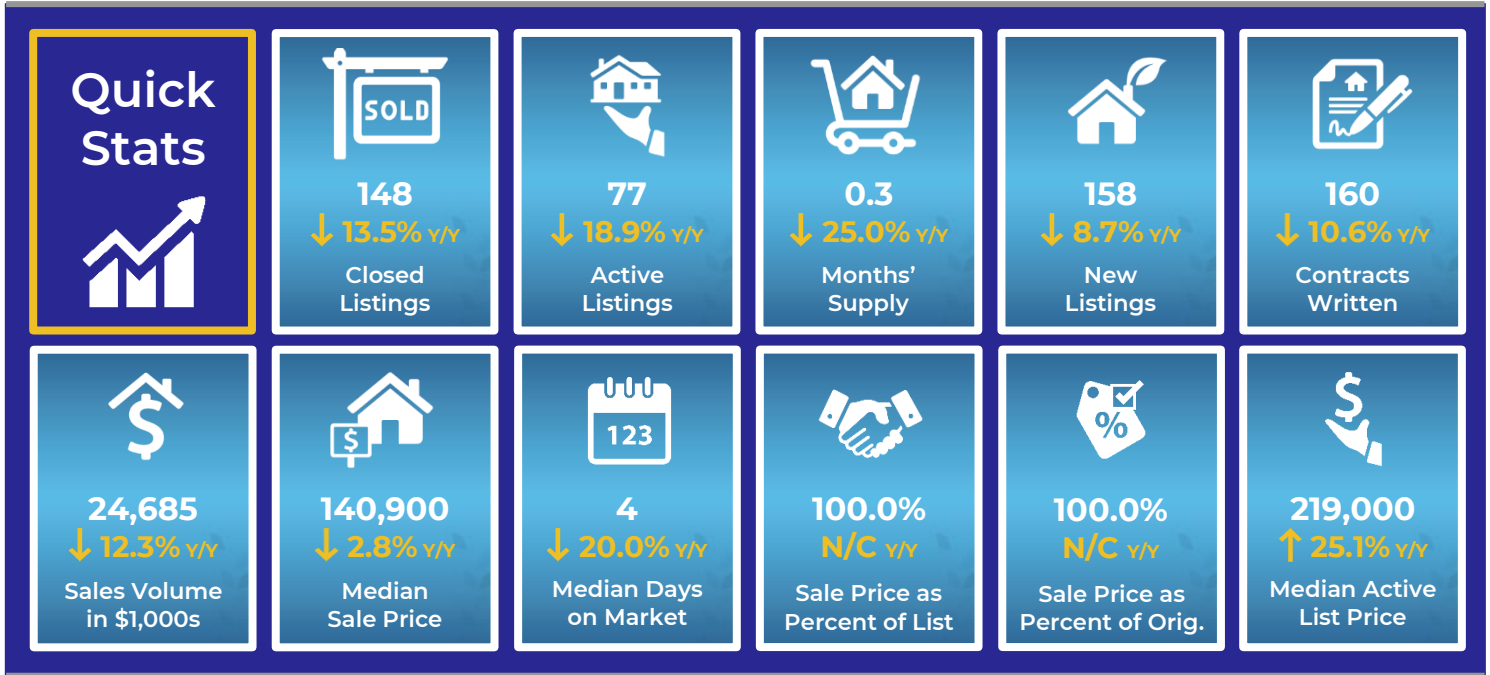 Quick
Stats
SOLD
148
↓ 13.5% Y/Y
Closed
Listings
77
↓ 18.9% Y/Y
Active
Listings
0.3
↓ 25.0% Y/Y
Months’
Supply
158
↓ 8.7% Y/Y
New
Listings
160
↓ 10.6% Y/Y
Contracts
Written
$
24,685
↓ 12.3% Y/Y
Sales Volume
in $1,000s
$
140,900
↓ 2.8% Y/Y
Median
Sale Price
123
4
↓ 20.0% Y/Y
Median Days
on Market
100.0%
N/C Y/Y
Sale Price as
Percent of List
%
100.0%
N/C Y/Y
Sale Price as
Percent of Orig.
$
219,000
↑ 25.1% Y/Y
Median Active
List Price